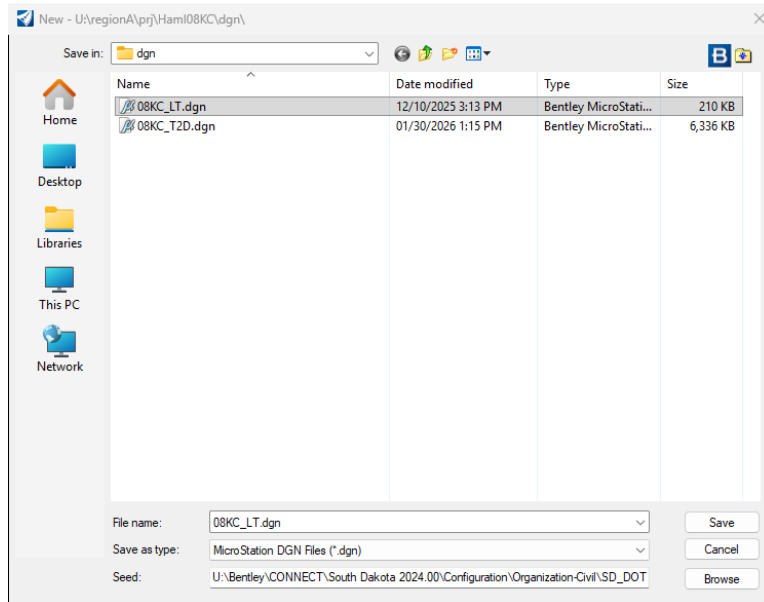 New - U:\regionA\prj\Haml08KC\dgn\
Save in: dgn
Name Date modified Type Size
08KC_LT.dgn 12/10/2025 3:13 PM Bentley MicroStati... 210 KB
08KC_T2D.dgn 01/30/2026 1:15 PM Bentley MicroStati... 6,336 KB
Home
Desktop
Libraries
This PC
Network
File name: 08KC_LT.dgn Save
Save as type: MicroStation DGN Files (*.dgn) Cancel
Seed: U:\Bentley\CONNECT\South Dakota 2024.00\Configuration\Organization-Civil\SD_DOT Browse